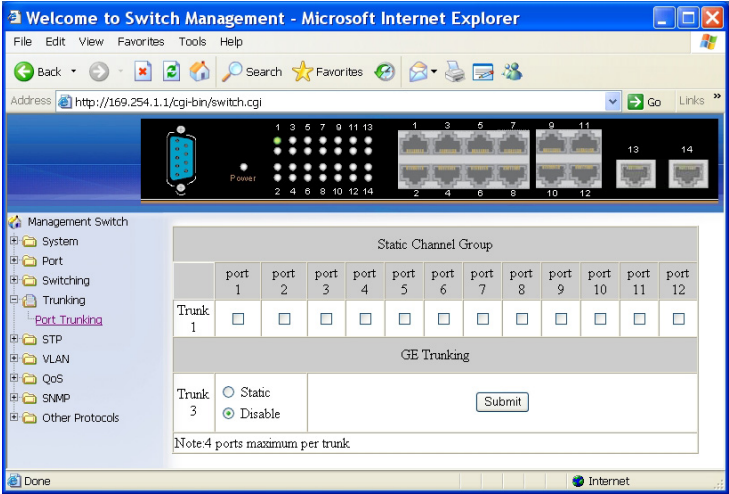 Welcome to Switch Management - Microsoft Internet Explorer
File Edit View Favorites Tools Help
Back Search Favorites
Address http://169.254.1.1/cgi-bin/switch.cgi Go Links »
1 3 5 7 9 11 13
Power
2 4 6 8 10 12 14
1 3 5 7 9 11
13 14
2 4 6 8 10 12
Management Switch
System
Port
Switching
Trunking
Port Trunking
STP
VLAN
QoS
SNMP
Other Protocols
Static Channel Group
port 1 port 2 port 3 port 4 port 5 port 6 port 7 port 8 port 9 port 10 port 11 port 12
Trunk 1
GE Trunking
Trunk 3
Static
Disable
Submit
Note:4 ports maximum per trunk
Done Internet